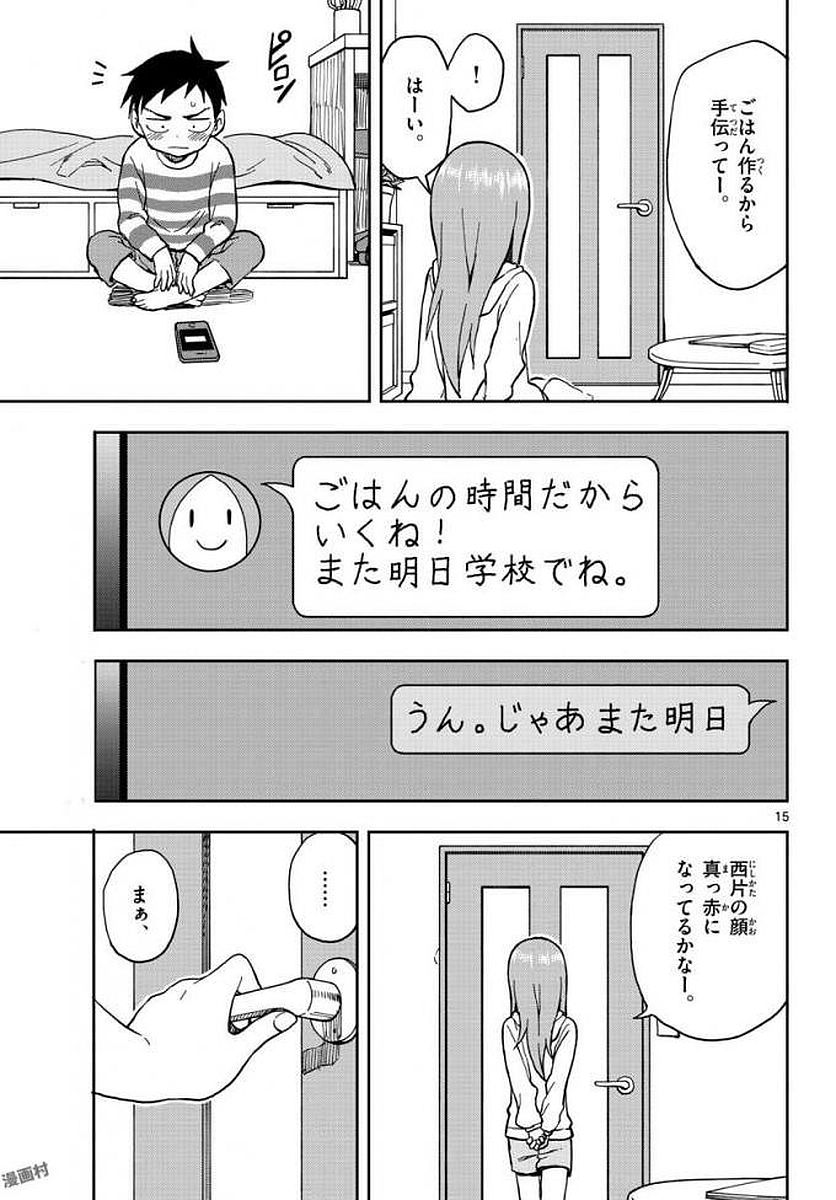 ごはん作るから
手伝ってー。
！
はーい。
ピロン
ごはんの時間だから
いくね！
また明日学校でね。
うん。じゃあまた明日
15
西片の顔
真っ赤に
なってるかなー。
……
まぁ、
漫画村